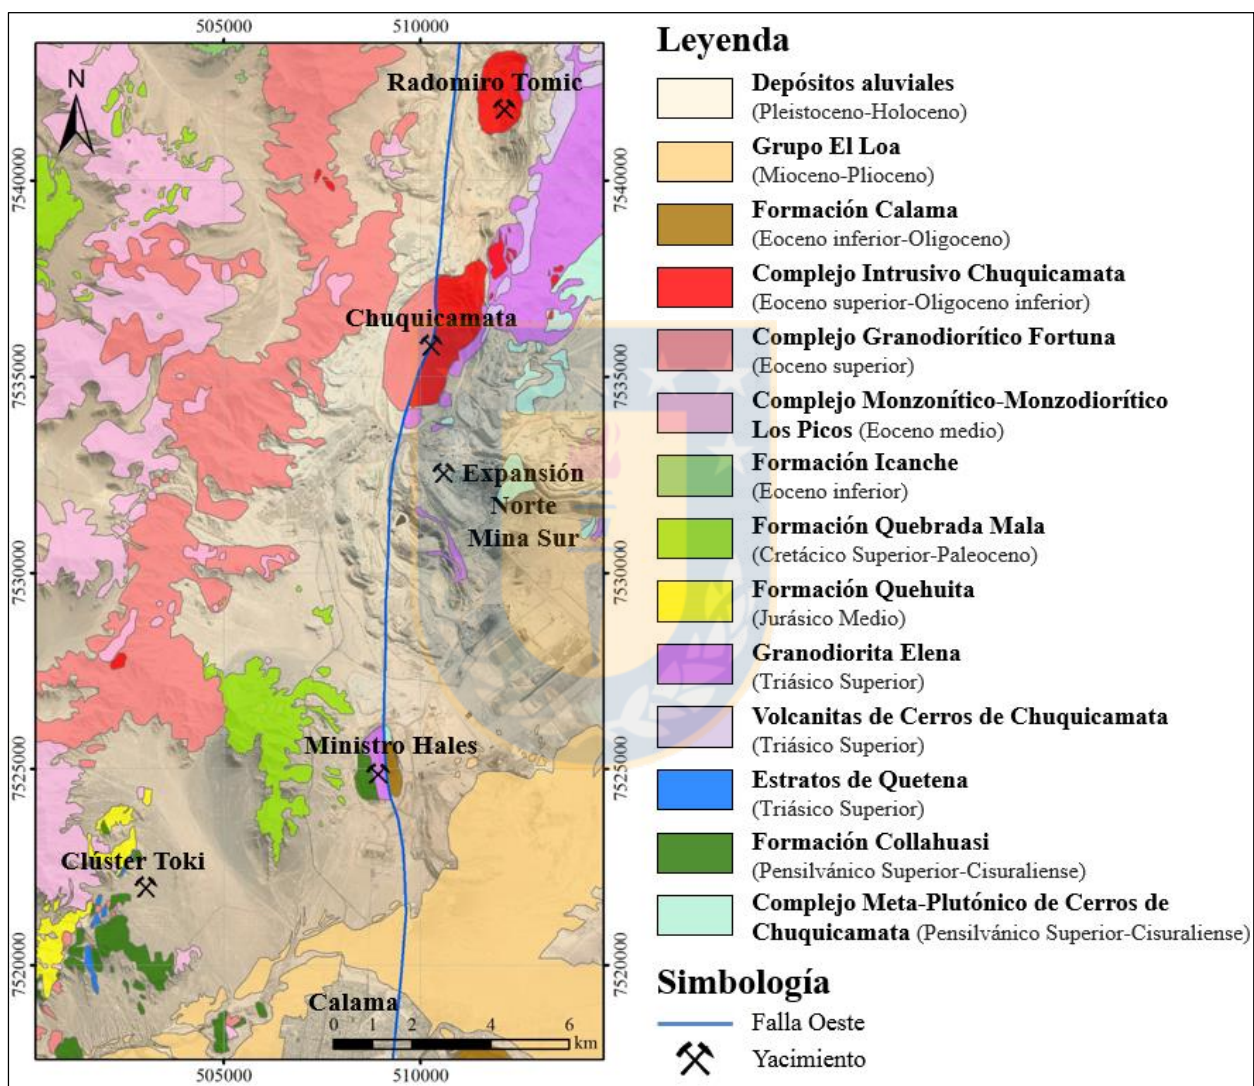 505000
510000
N
Radomiro Tomic
7540000
7540000
Chuquicamata
7535000
7535000
Expansión
Norte
Mina Sur
7530000
7530000
Ministro Hales
7525000
7525000
Clúster Toki
7520000
7520000
Calama
0 1 2 4 6
km
505000
510000
Leyenda
Depósitos aluviales
(Pleistoceno-Holoceno)
Grupo El Loa
(Mioceno-Plioceno)
Formación Calama
(Eoceno inferior-Oligoceno)
Complejo Intrusivo Chuquicamata
(Eoceno superior-Oligoceno inferior)
Complejo Granodiorítico Fortuna
(Eoceno superior)
Complejo Monzonítico-Monzodiorítico
Los Picos (Eoceno medio)
Formación Icanche
(Eoceno inferior)
Formación Quebrada Mala
(Cretácico Superior-Paleoceno)
Formación Quehuita
(Jurásico Medio)
Granodiorita Elena
(Triásico Superior)
Volcanitas de Cerros de Chuquicamata
(Triásico Superior)
Estratos de Quetena
(Triásico Superior)
Formación Collahuasi
(Pensilvánico Superior-Cisuraliense)
Complejo Meta-Plutónico de Cerros de
Chuquicamata (Pensilvánico Superior-Cisuraliense)
Simbología
Falla Oeste
Yacimiento